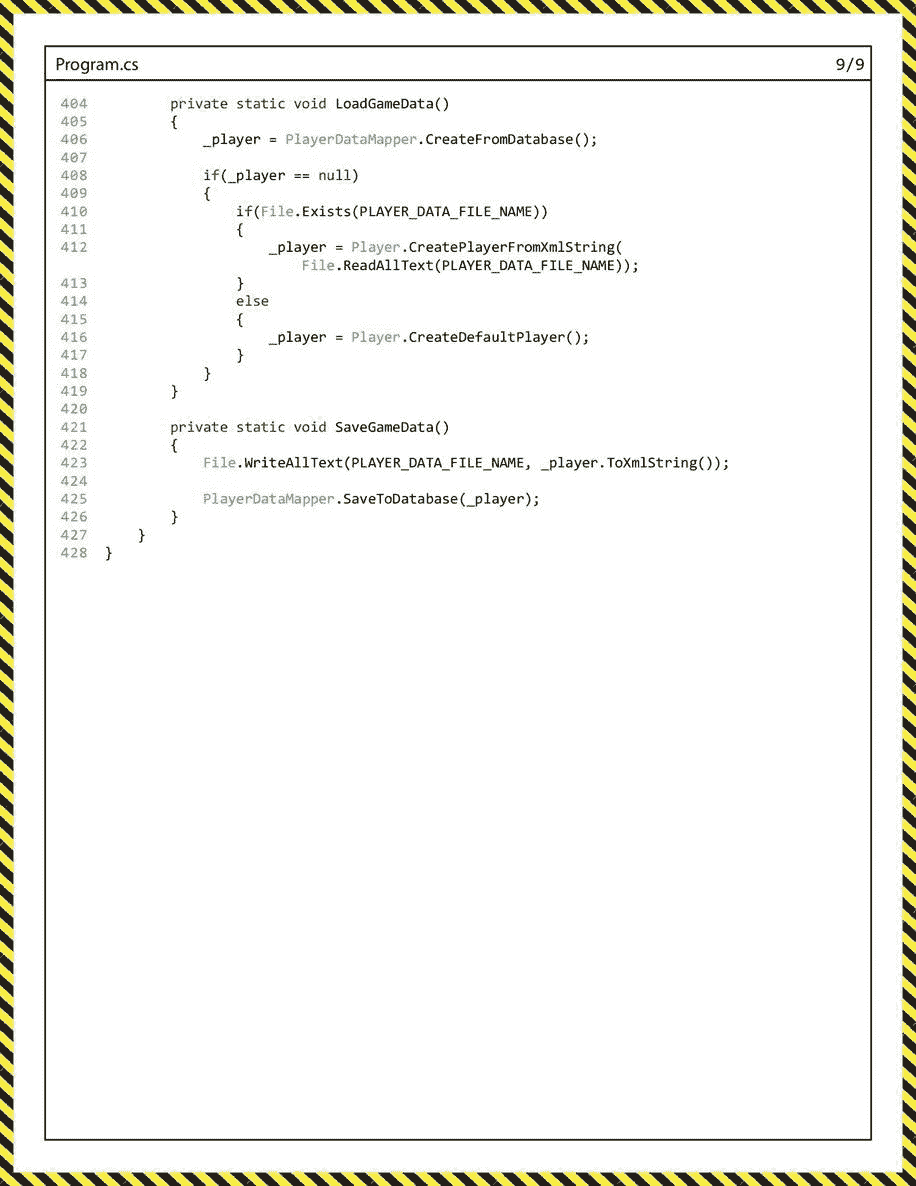 Program.cs 9/9
404         private static void LoadGameData()
405         {
406             _player = PlayerDataMapper.CreateFromDatabase();
407
408             if(_player == null)
409             {
410                 if(File.Exists(PLAYER_DATA_FILE_NAME))
411                 {
412                     _player = Player.CreatePlayerFromXmlString(
                            File.ReadAllText(PLAYER_DATA_FILE_NAME));
413                 }
414                 else
415                 {
416                     _player = Player.CreateDefaultPlayer();
417                 }
418             }
419         }
420
421         private static void SaveGameData()
422         {
423             File.WriteAllText(PLAYER_DATA_FILE_NAME, _player.ToXmlString());
424
425             PlayerDataMapper.SaveToDatabase(_player);
426         }
427     }
428 }